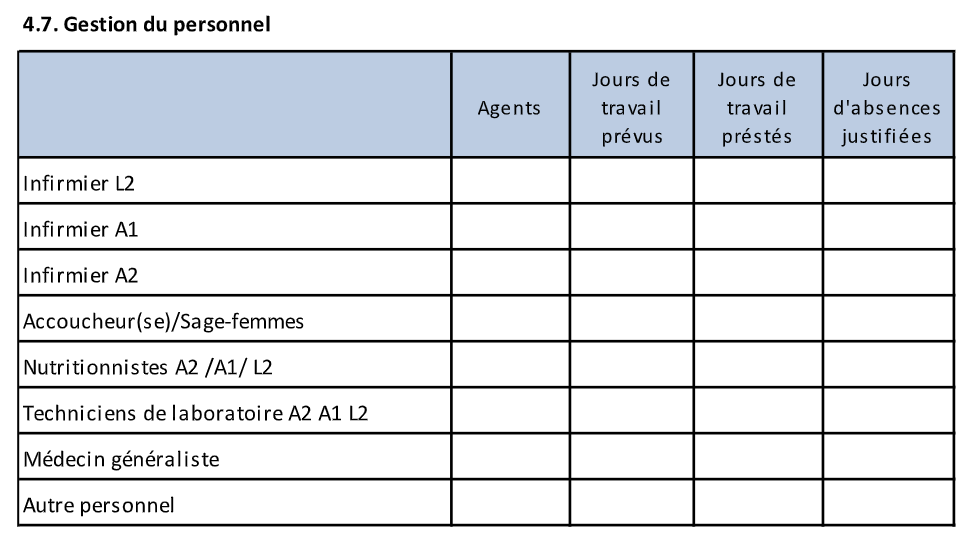 4.7. Gestion du personnel
Agents
Jours de
travail
prévus
Jours de
travail
préstés
Jours
d'absences
justifiées
Infirmier L2
Infirmier A1
Infirmier A2
Accoucheur(se)/Sage-femmes
Nutritionnistes A2 /A1/ L2
Techniciens de laboratoire A2 A1 L2
Médecin généraliste
Autre personnel